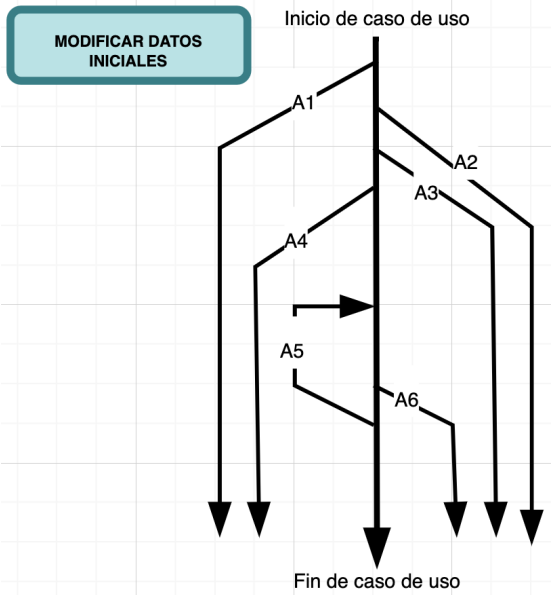 Inicio de caso de uso
MODIFICAR DATOS
INICIALES
A1
A2
A3
A4
A5
A6
Fin de caso de uso